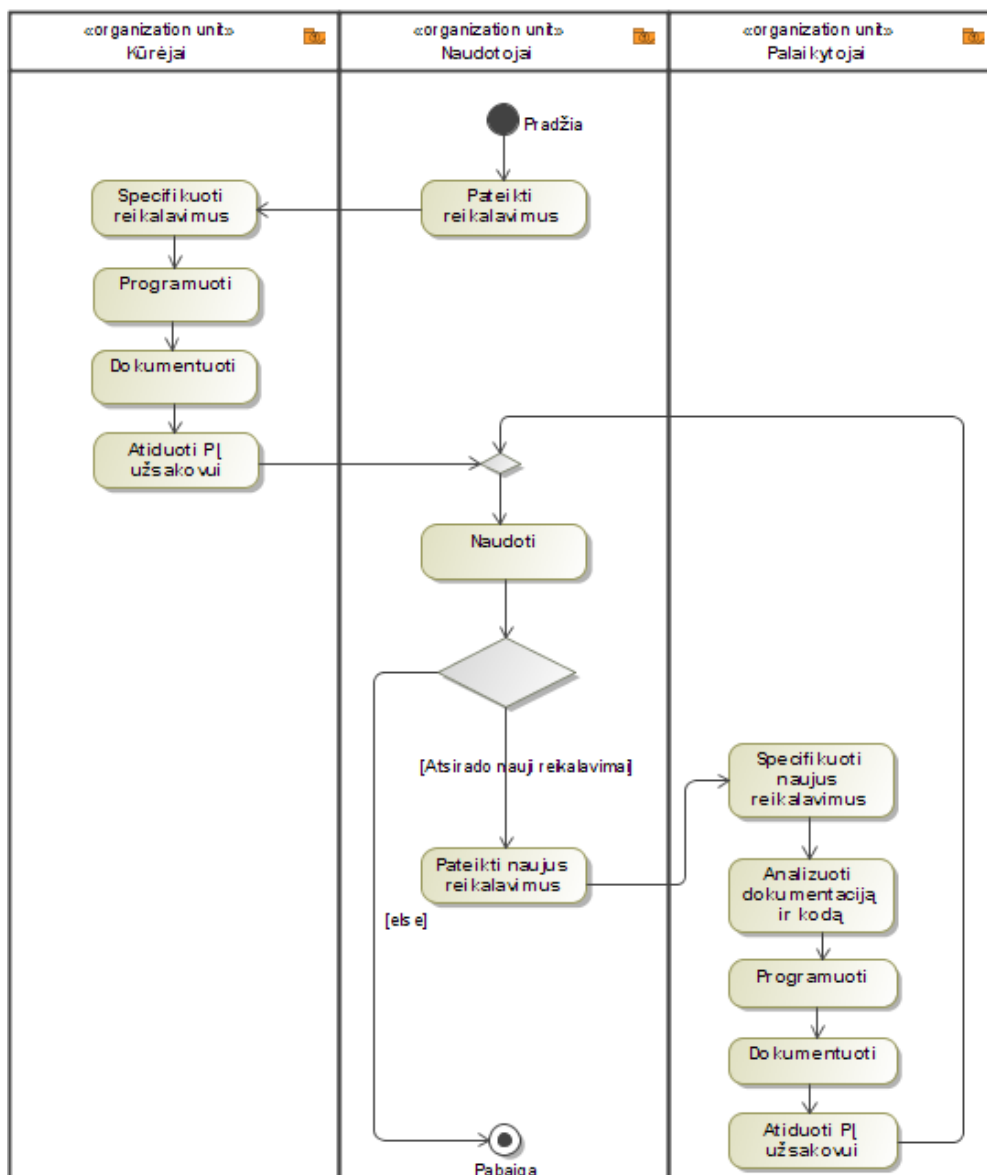 «organization unit»
Kūrėjai
«organization unit»
Naudotojai
«organization unit»
Palaikytojai
Pradžia
Pateikti
reikalavimus
Specifikuoti
reikalavimus
Programuoti
Dokumentuoti
Atiduoti PĮ
užsakovui
Naudoti
[Atsirado nauji reikalavimai]
Pateikti naujus
reikalavimus
[else]
Specifikuoti
naujus
reikalavimus
Analizuoti
dokumentaciją
ir kodą
Programuoti
Dokumentuoti
Atiduoti PĮ
užsakovui
Pabaiga